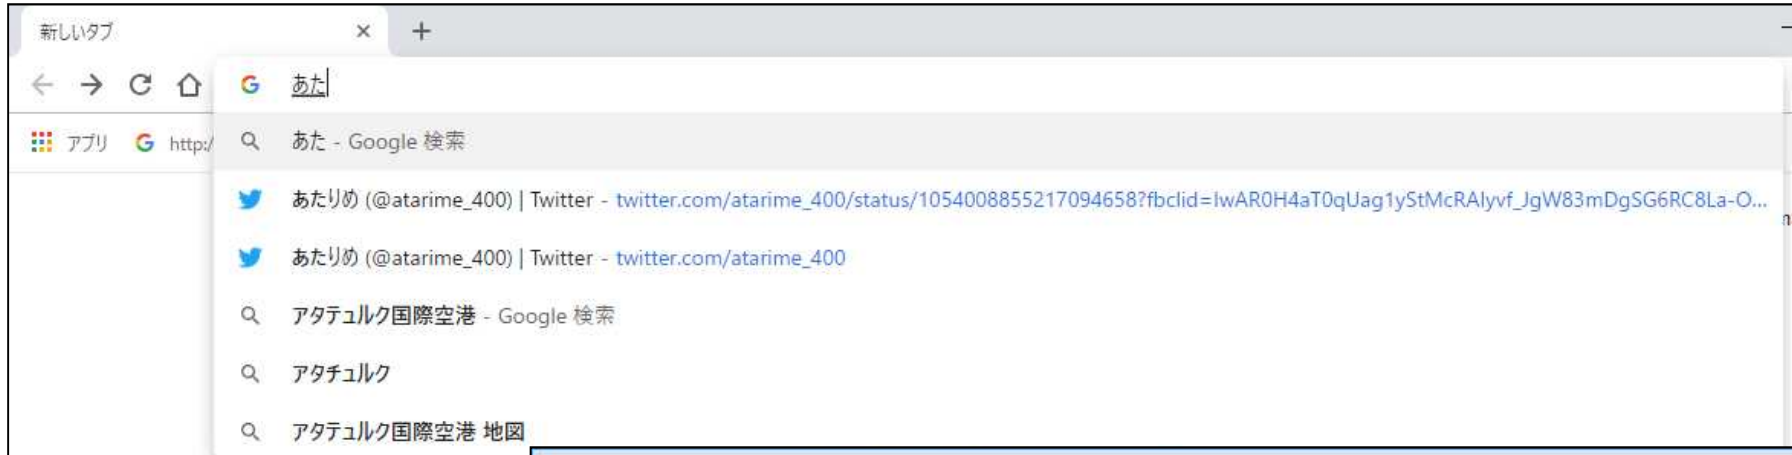 新しいタブ
あた
アプリ http:/
あた - Google 検索
あたりめ (@atarime_400) | Twitter - twitter.com/atarime_400/status/1054008855217094658?fbclid=IwAR0H4aT0qUag1yStMcRAlyvf_JgW83mDgSG6RC8La-O...
あたりめ (@atarime_400) | Twitter - twitter.com/atarime_400
アタテュルク国際空港 - Google 検索
アタチュルク
アタテュルク国際空港 地図